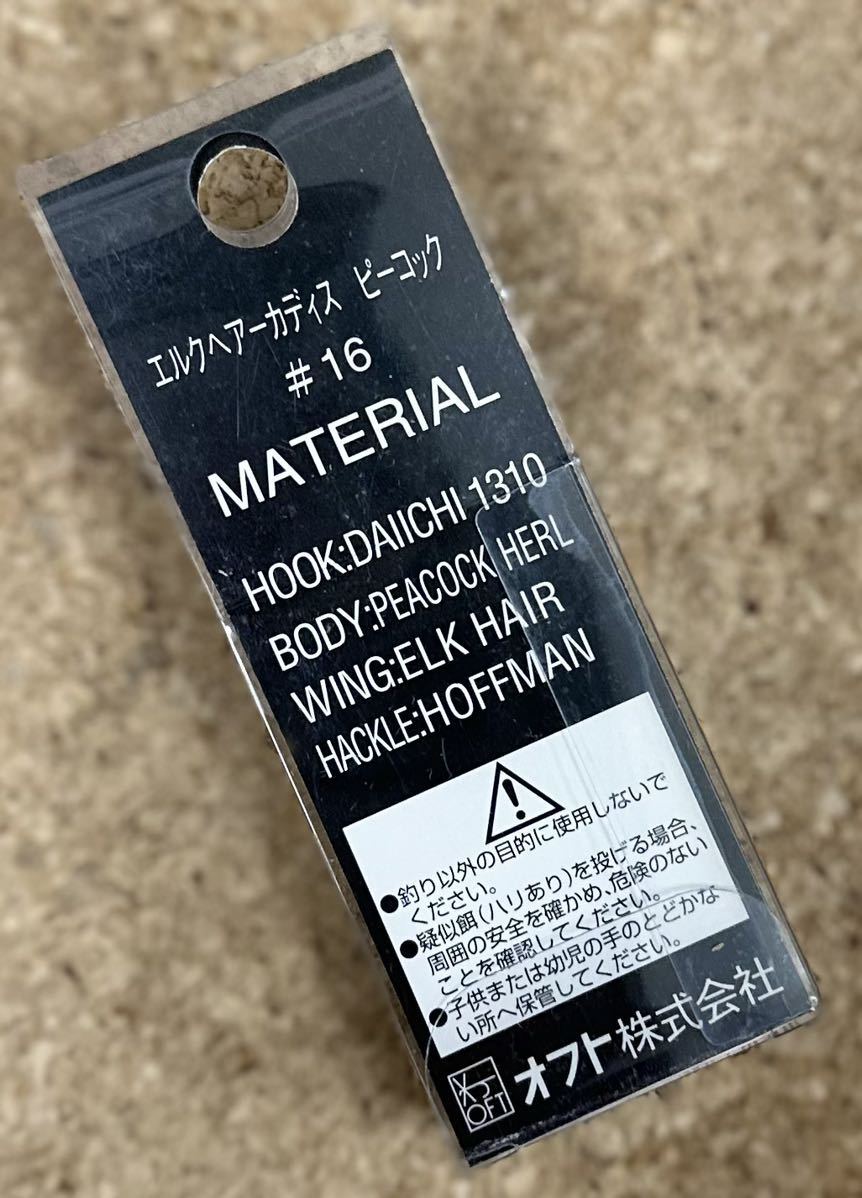 エルクヘアーカディス ピーコック
#16
MATERIAL
HOOK:DAIICHI 1310
BODY:PEACOCK HERL
WING:ELK HAIR
HACKLE:HOFFMAN
●釣り以外の目的に使用しないで
ください。
●疑似餌(ハリあり)を投げる場合、
周囲の安全を確かめ、危険のない
ことを確認してください。
●子供または幼児の手のとどかな
い所へ保管してください。
OFT オフト株式会社